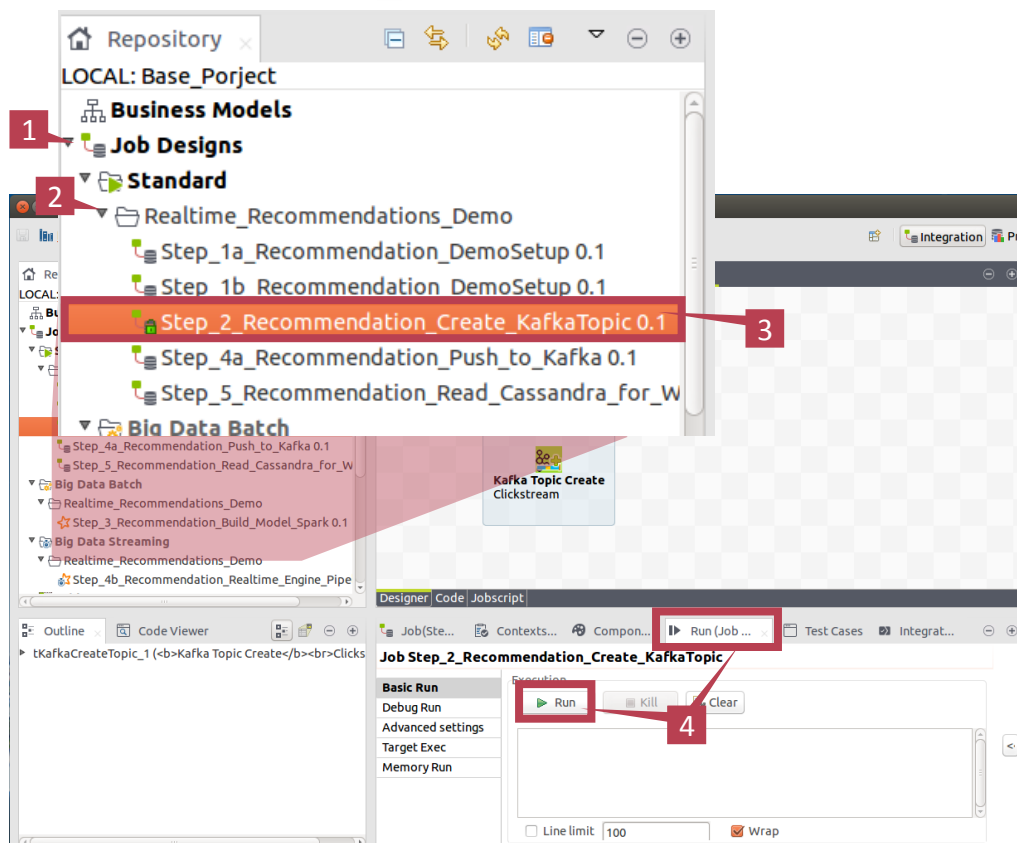 Repository
LOCAL: Base_Porject
Business Models
1
Job Designs
Standard
2
Realtime_Recommendations_Demo
Step_1a_Recommendation_DemoSetup 0.1
Step_1b_Recommendation_DemoSetup 0.1
Step_2_Recommendation_Create_KafkaTopic 0.1
3
Step_4a_Recommendation_Push_to_Kafka 0.1
Step_5_Recommendation_Read_Cassandra_for_W
Big Data Batch
Integration
Re
LOCAL:
Bu
Jo
S
Step_4a_Recommendation_Push_to_Kafka 0.1
Step_5_Recommendation_Read_Cassandra_for_W
Big Data Batch
Realtime_Recommendations_Demo
Step_3_Recommendation_Build_Model_Spark 0.1
Big Data Streaming
Realtime_Recommendations_Demo
Step_4b_Recommendation_Realtime_Engine_Pipe
Kafka Topic Create
Clickstream
Designer Code Jobscript
Outline Code Viewer
tKafkaCreateTopic_1 (<b>Kafka Topic Create</b><br>Clicks
Job(Ste... Contexts... Compon... Run (Job ... Test Cases Integrat...
Job Step_2_Recommendation_Create_KafkaTopic
Basic Run
Debug Run
Advanced settings
Target Exec
Memory Run
Execution
Run Kill Clear
4
Line limit 100 Wrap